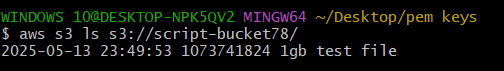 WINDOWS 10@DESKTOP-NPK5QV2 MINGW64 ~/Desktop/pem keys
$ aws s3 ls s3://script-bucket78/
2025-05-13 23:49:53 1073741824 1gb test file